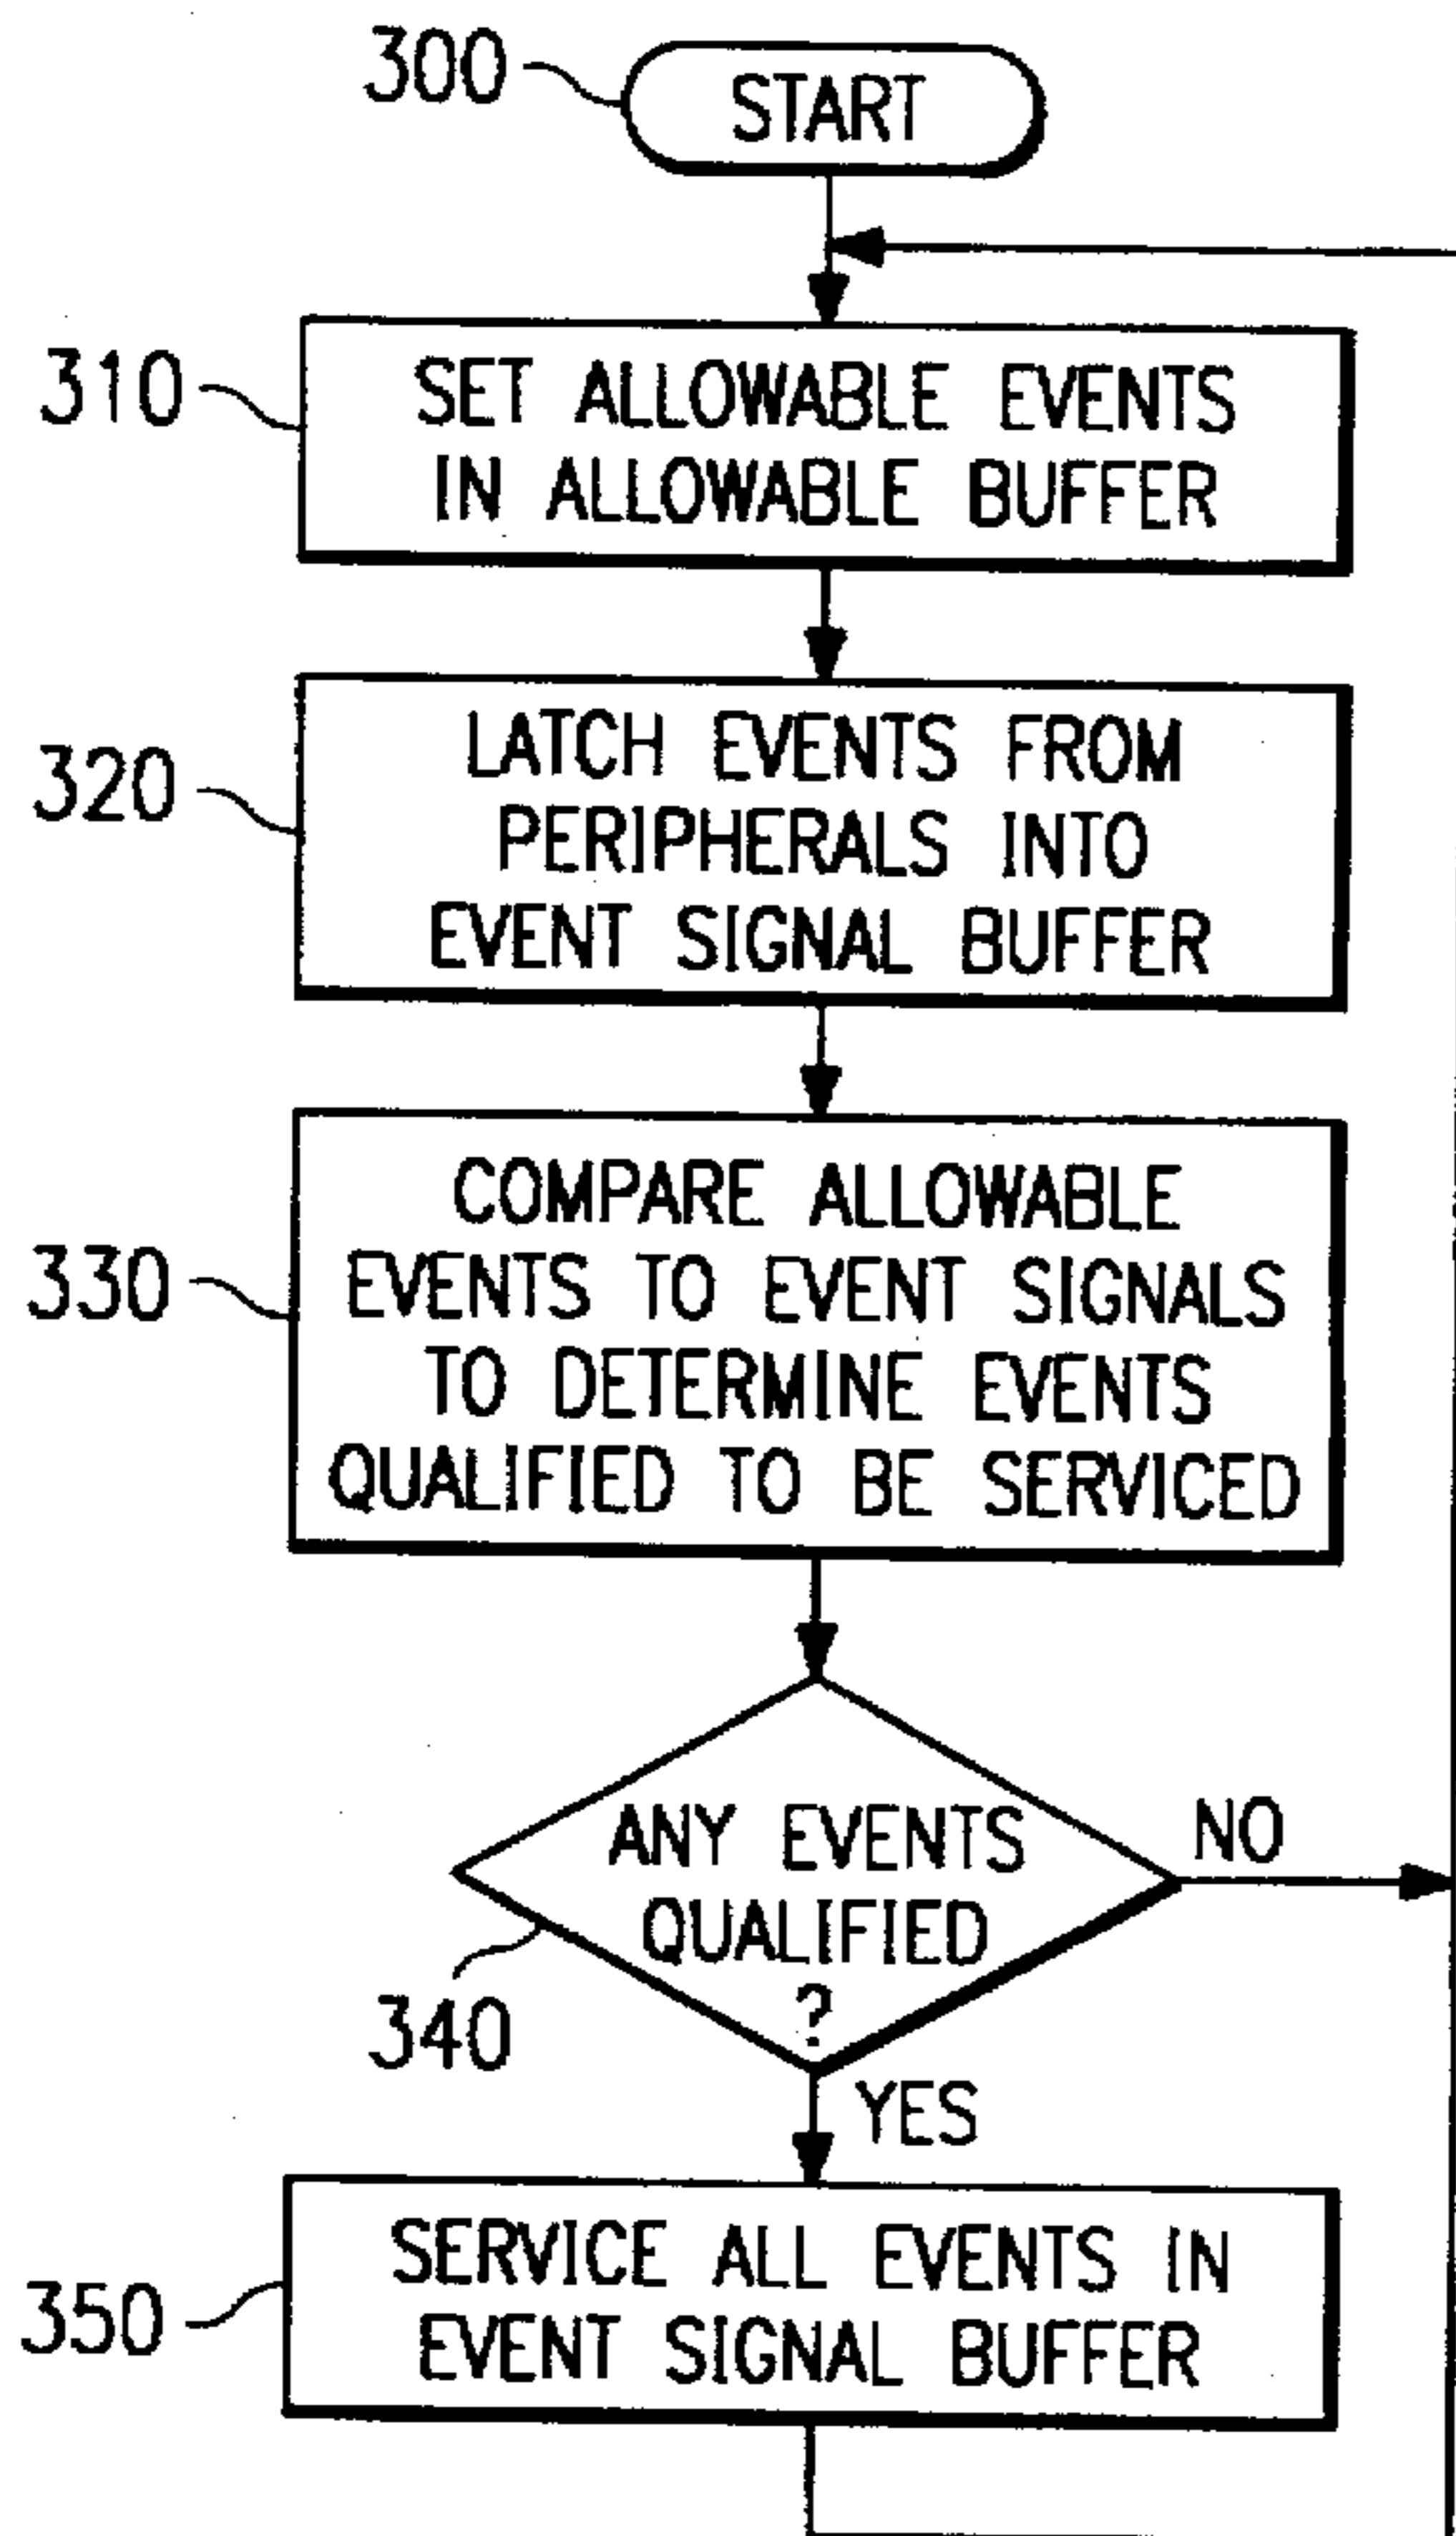 300
START
310
SET ALLOWABLE EVENTS
IN ALLOWABLE BUFFER
320
LATCH EVENTS FROM
PERIPHERALS INTO
EVENT SIGNAL BUFFER
330
COMPARE ALLOWABLE
EVENTS TO EVENT SIGNALS
TO DETERMINE EVENTS
QUALIFIED TO BE SERVICED
ANY EVENTS
QUALIFIED
?
NO
340
YES
350
SERVICE ALL EVENTS IN
EVENT SIGNAL BUFFER